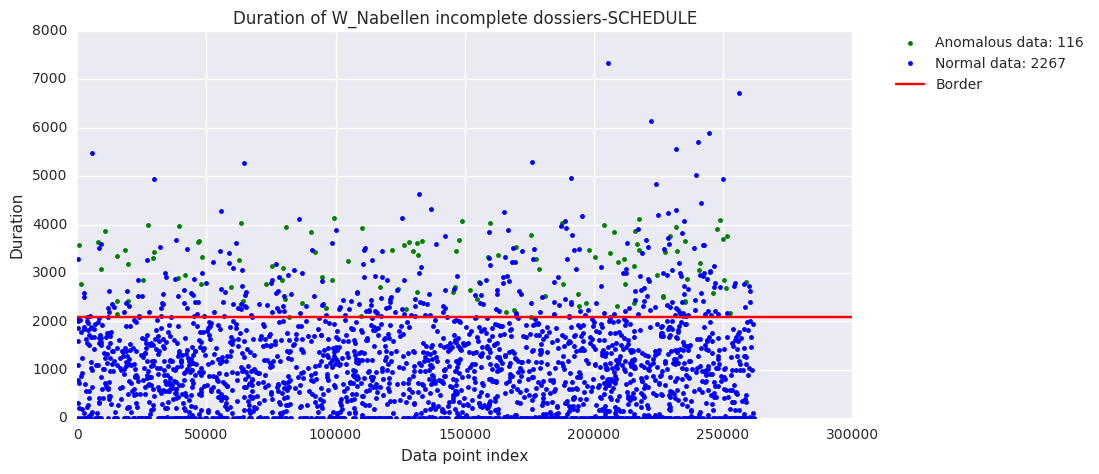 Duration of W_Nabellen incomplete dossiers-SCHEDULE
8000
7000
6000
5000
4000
3000
2000
1000
0
Duration
0 50000 100000 150000 200000 250000 300000
Data point index
Anomalous data: 116
Normal data: 2267
Border